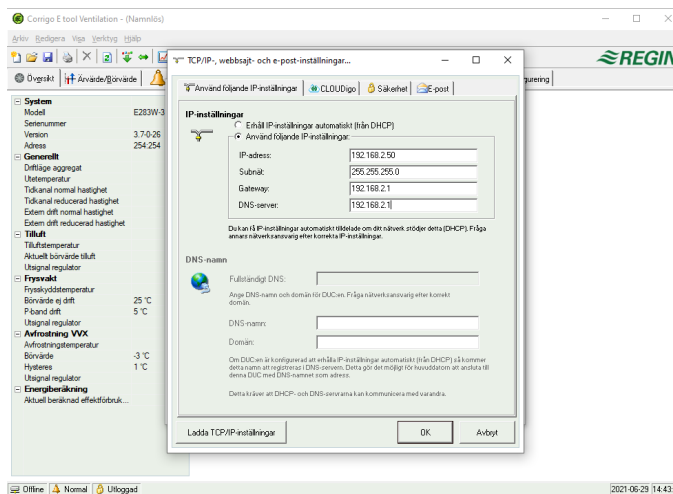 Corrigo E tool Ventilation - (Namnlös)
Arkiv Redigera Visa Verktyg Hjälp
REGIN
Översikt Ärvärde/Börvärde
gurering
System
Modell E283W-3
Serienummer
Version 3.7-0-26
Adress 254:254
Generellt
Driftläge aggregat
Utetemperatur
Tidkanal normal hastighet
Tidkanal reducerad hastighet
Extern drift normal hastighet
Extern drift reducerad hastighet
Tilluft
Tilluftstemperatur
Aktuellt börvärde tilluft
Utsignal regulator
Frysvakt
Frysskyddstemperatur
Börvärde ej drift 25 °C
P-band drift 5 °C
Utsignal regulator
Avfrostning VVX
Avfrostningstemperatur
Börvärde -3 °C
Hysteres 1 °C
Utsignal regulator
Energiberäkning
Aktuell beräknad effektförbruk...
TCP/IP-, webbsajt- och e-post-inställningar...
Använd följande IP-inställningar CLOUDigo Säkerhet E-post
IP-inställningar
Erhåll IP-inställningar automatiskt (från DHCP)
Använd följande IP-inställningar:
IP-adress: 192.168.2.50
Subnät: 255.255.255.0
Gateway: 192.168.2.1
DNS-server: 192.168.2.1
Du kan få IP-inställningar automatiskt tilldelade om ditt nätverk stödjer detta (DHCP). Fråga
annars nätverksansvarig efter korrekta IP-inställningar.
DNS-namn
Fullständigt DNS:
Ange DNS-namn och domän för DUC:en. Fråga nätverksansvarig efter korrekt
domän.
DNS-namn:
Domän:
Om DUC:en är konfigurerad att erhålla IP-inställningar automatiskt (från DHCP) så kommer
detta namn att registreras i DNS-servern. Detta gör det möjligt för huvuddatorn att ansluta till
denna DUC med DNS-namnet som adress.
Detta kräver att DHCP- och DNS-servrarna kan kommunicera med varandra.
Ladda TCP/IP-inställningar OK Avbryt
Offline Normal Utloggad 2021-06-29 14:43: